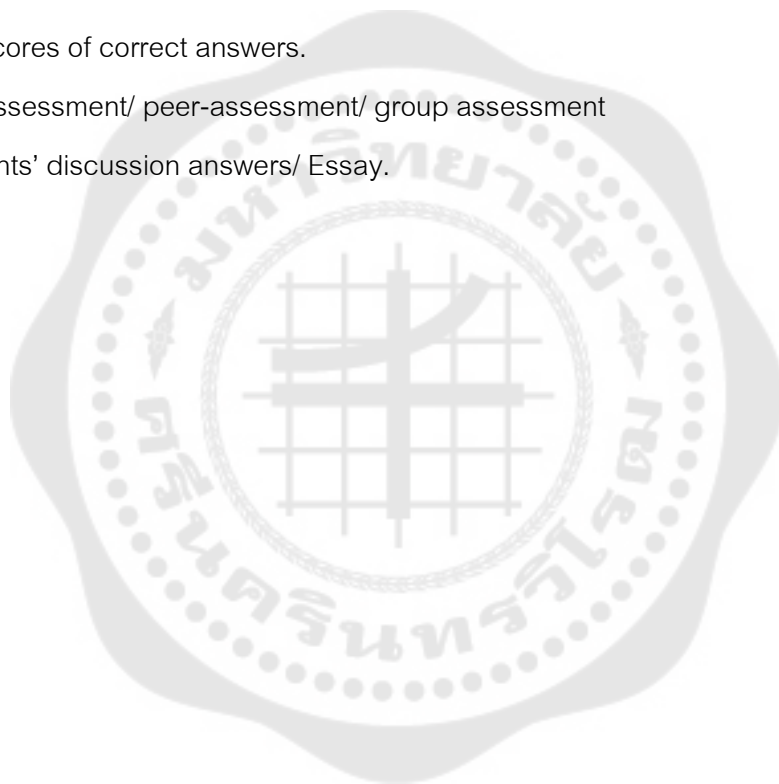 cores of correct answers.
ssessment/ peer-assessment/ group assessment
nts’ discussion answers/ Essay.
มหาวิทยาลัย
ศรีนครินทรวิโรฒ